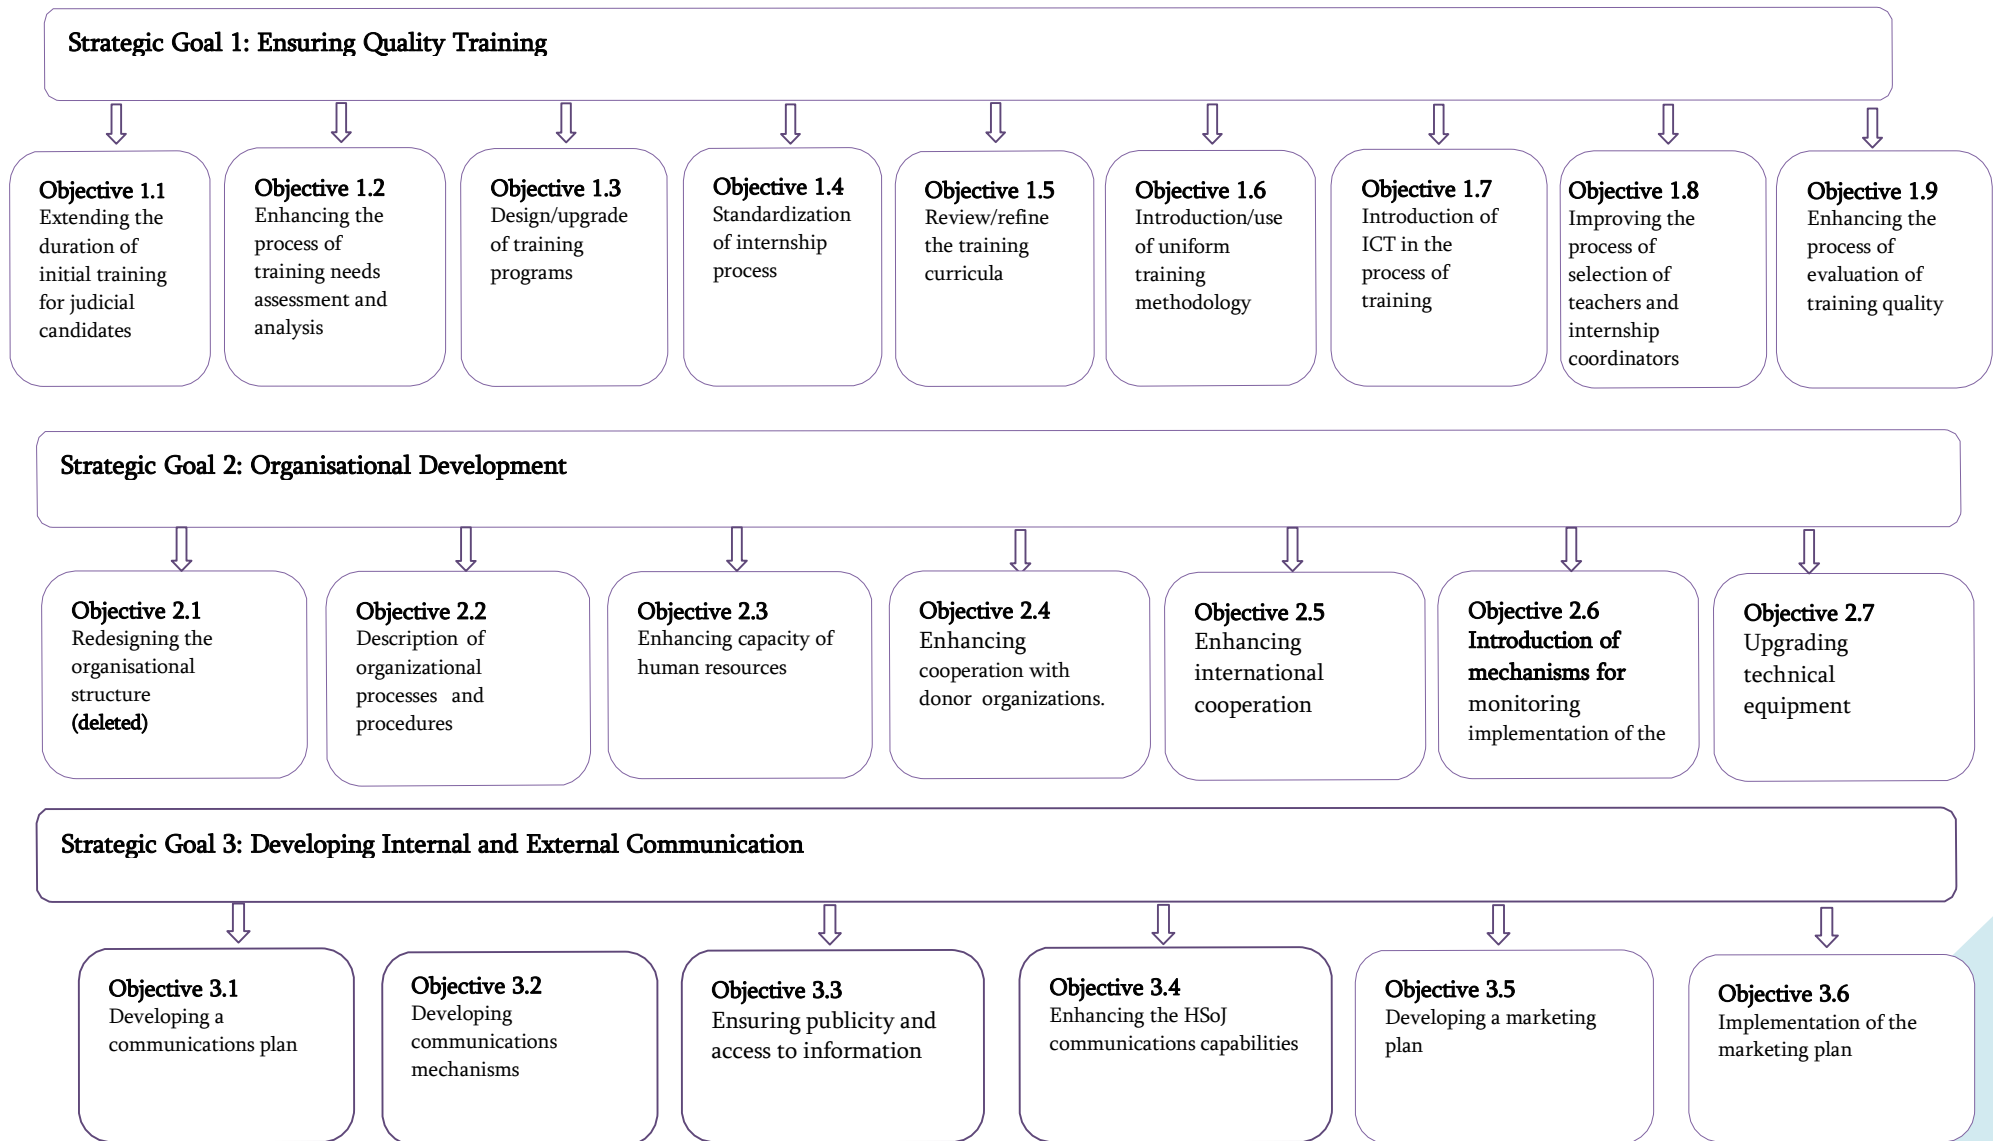 Strategic Goal 1: Ensuring Quality Training
Objective 1.1
Extending the
duration of
initial training
for judicial
candidates
Objective 1.2
Enhancing the
process of
training needs
assessment and
analysis
Objective 1.3
Design/upgrade
of training
programs
Objective 1.4
Standardization
of internship
process
Objective 1.5
Review/refine
the training
curricula
Objective 1.6
Introduction/use
of uniform
training
methodology
Objective 1.7
Introduction of
ICT in the
process of
training
Objective 1.8
Improving the
process of
selection of
teachers and
internship
coordinators
Objective 1.9
Enhancing the
process of
evaluation of
training quality
Strategic Goal 2: Organisational Development
Objective 2.1
Redesigning the
organisational
structure
(deleted)
Objective 2.2
Description of
organizational
processes and
procedures
Objective 2.3
Enhancing capacity of
human resources
Objective 2.4
Enhancing
cooperation with
donor organizations.
Objective 2.5
Enhancing
international
cooperation
Objective 2.6
Introduction of
mechanisms for
monitoring
implementation of the
Objective 2.7
Upgrading
technical
equipment
Strategic Goal 3: Developing Internal and External Communication
Objective 3.1
Developing a
communications plan
Objective 3.2
Developing
communications
mechanisms
Objective 3.3
Ensuring publicity and
access to information
Objective 3.4
Enhancing the HSoJ
communications capabilities
Objective 3.5
Developing a marketing
plan
Objective 3.6
Implementation of the
marketing plan